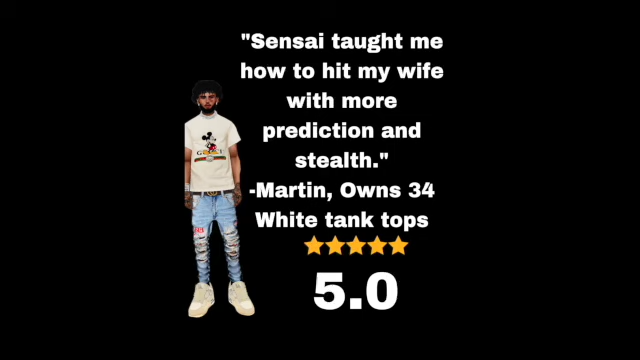 "Sensai taught me
how to hit my wife
with more
prediction and
stealth."
-Martin, Owns 34
White tank tops
5.0